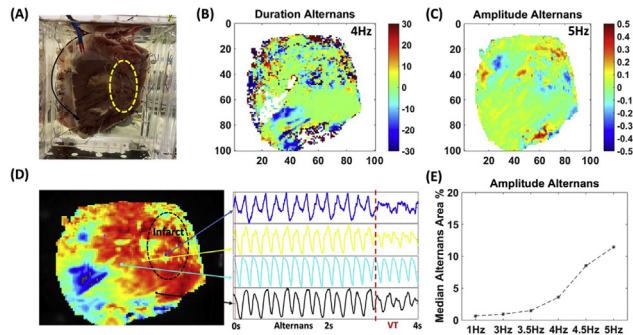 (A)
(B)
Duration Alternans
4Hz
0
20
40
60
80
100
20 40 60 80 100
30
20
10
0
-10
-20
-30
(C)
Amplitude Alternans
5Hz
0
20
40
60
80
100
20 40 60 80 100
0.5
0.4
0.3
0.2
0.1
0
-0.1
-0.2
-0.3
-0.4
-0.5
(D)
Infarct
0s Alternans 2s VT 4s
(E)
Amplitude Alternans
Median Alternans Area %
20
15
10
5
0
1Hz 3Hz 3.5Hz 4Hz 4.5Hz 5Hz